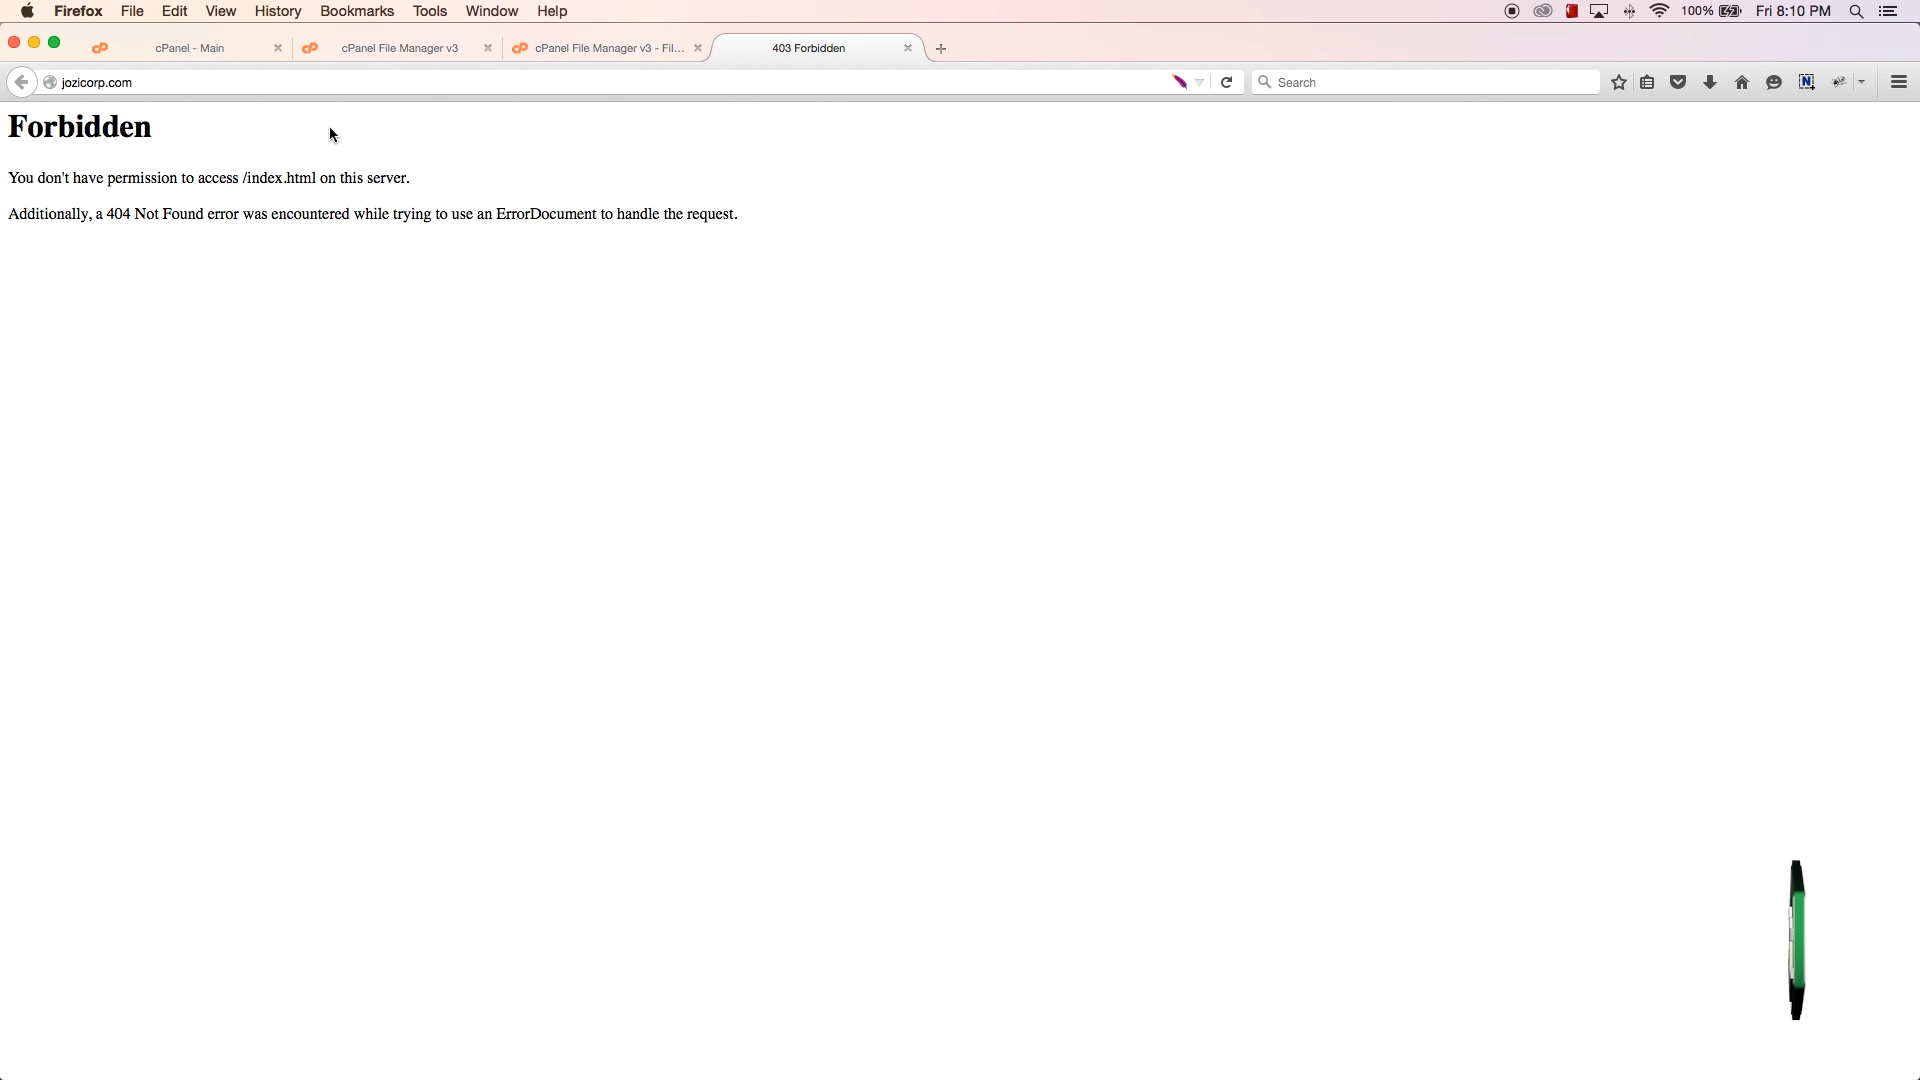 Firefox File Edit View History Bookmarks Tools Window Help 100% Fri 8:10 PM
cPanel - Main cPanel File Manager v3 cPanel File Manager v3 - Fil... 403 Forbidden
jozicorp.com Search
Forbidden
You don't have permission to access /index.html on this server.
Additionally, a 404 Not Found error was encountered while trying to use an ErrorDocument to handle the request.